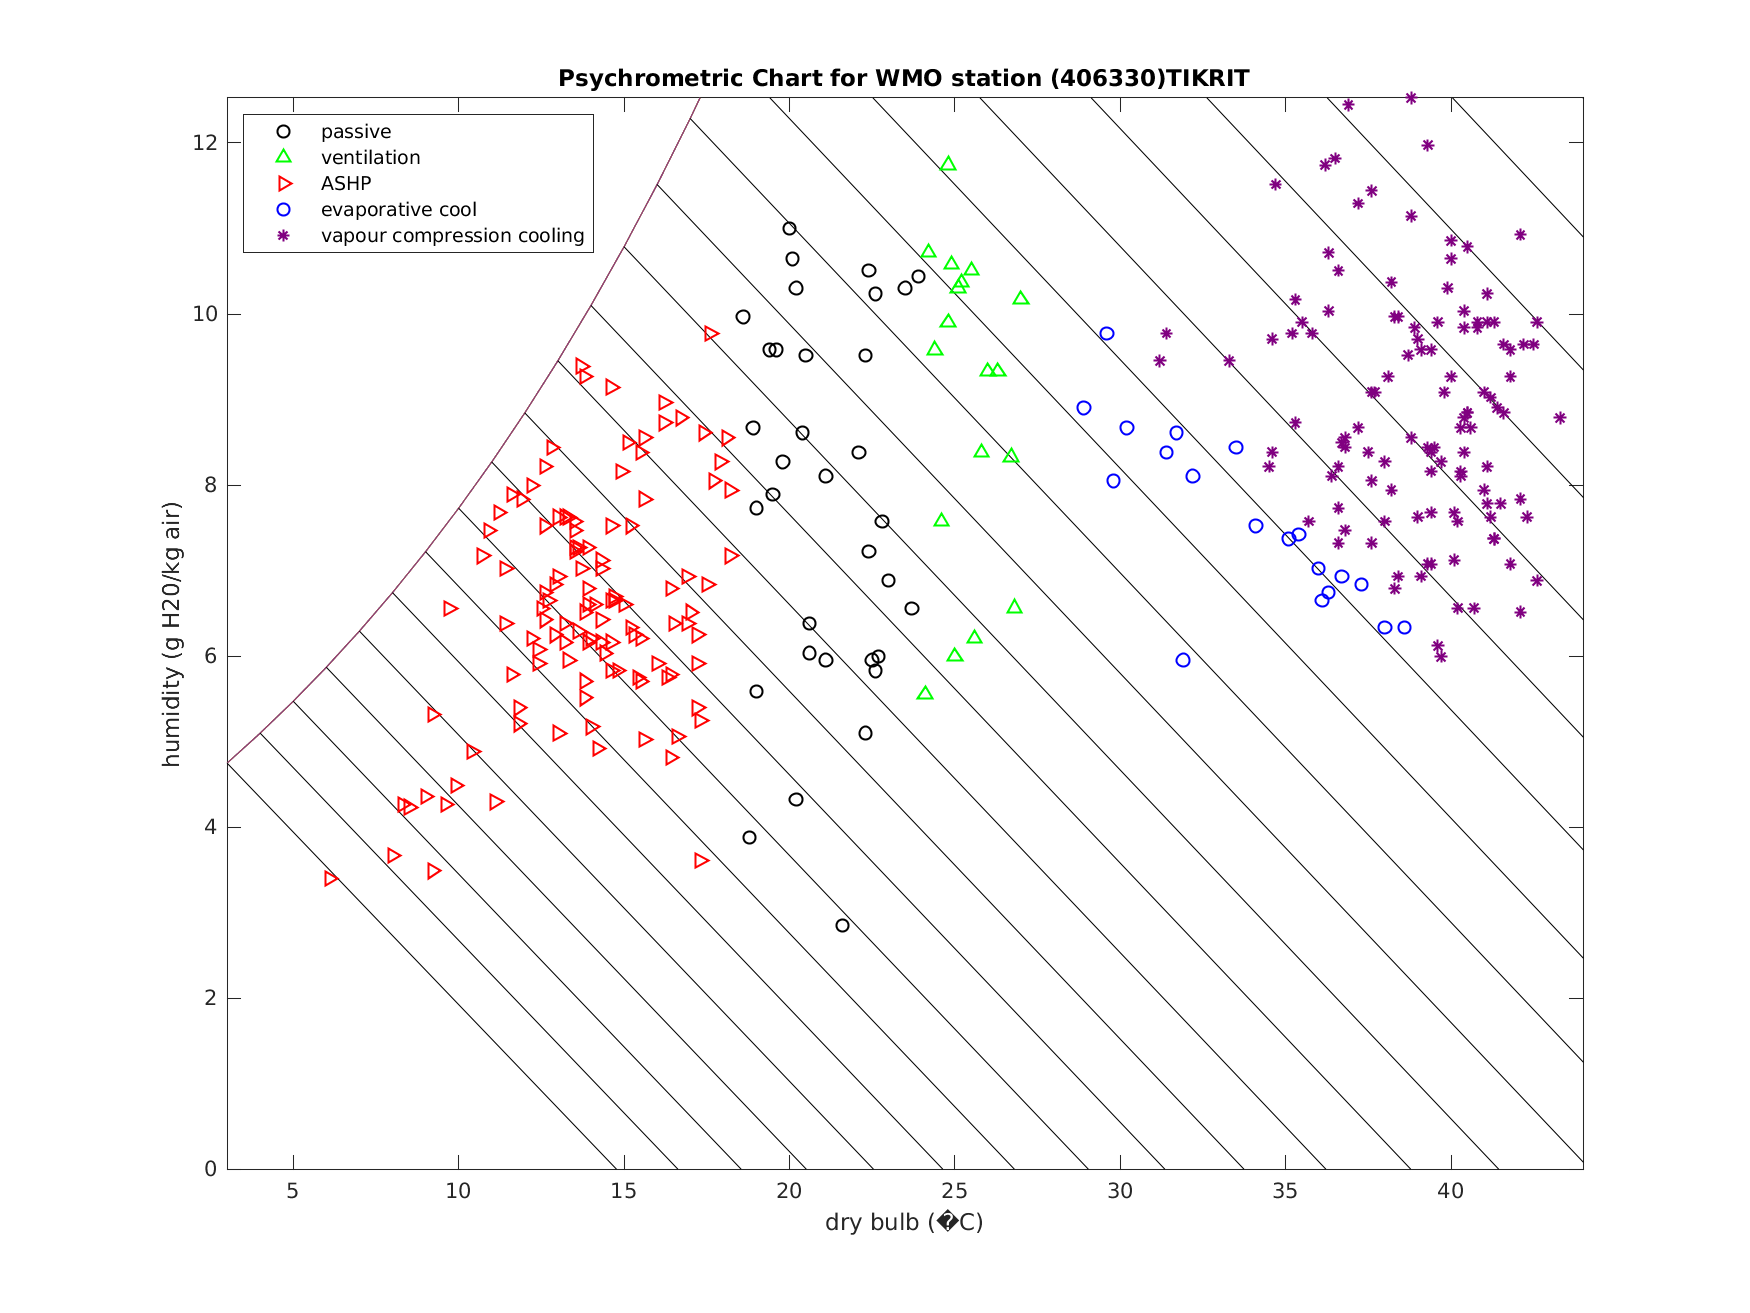 Psychrometric Chart for WMO station (406330)TIKRIT
passive
ventilation
ASHP
evaporative cool
vapour compression cooling
humidity (g H20/kg air)
12
10
8
6
4
2
0
5 10 15 20 25 30 35 40
dry bulb (�C)